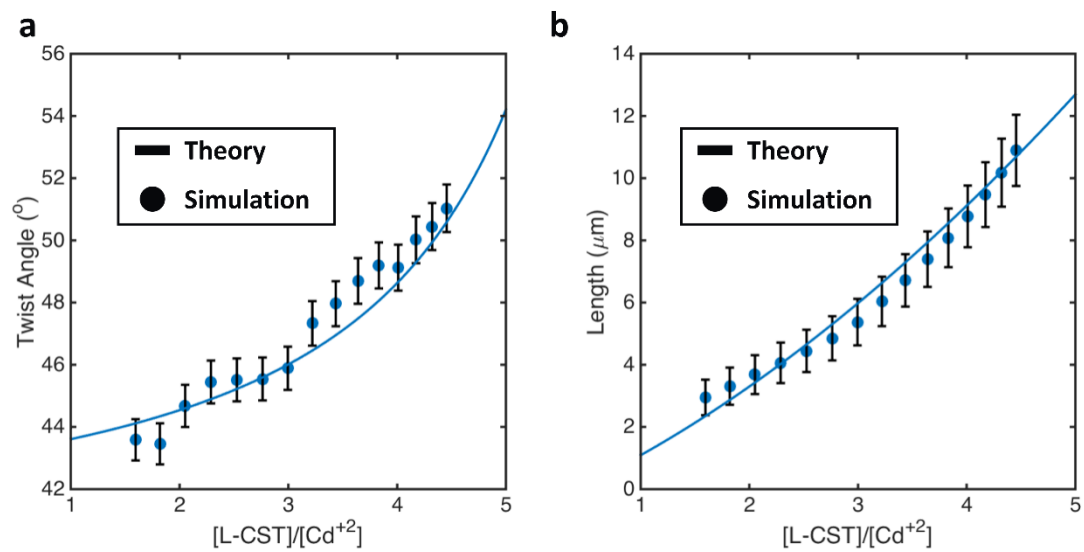 a
56
54
52
50
48
46
44
42
Twist Angle (°)
Theory
Simulation
1 2 3 4 5
[L-CST]/[Cd⁺²]
b
14
12
10
8
6
4
2
0
Length (μm)
Theory
Simulation
1 2 3 4 5
[L-CST]/[Cd⁺²]